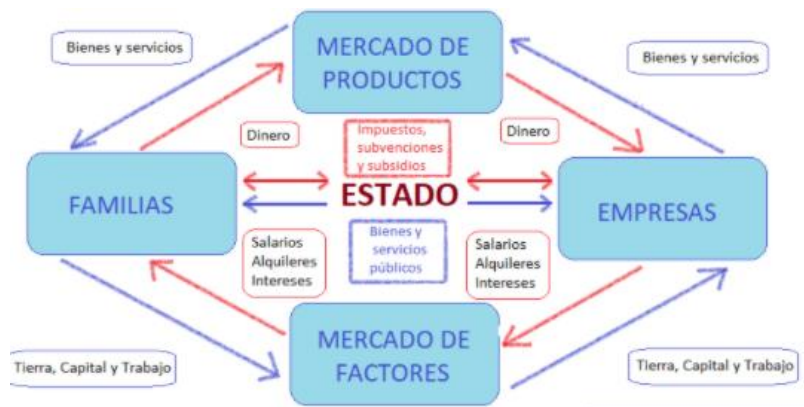 Bienes y servicios
MERCADO DE
PRODUCTOS
Bienes y servicios
Dinero
Impuestos,
subvenciones
y subsidios
Dinero
FAMILIAS
ESTADO
EMPRESAS
Salarios
Alquileres
Intereses
Bienes y
servicios
públicos
Salarios
Alquileres
Intereses
Tierra, Capital y Trabajo
MERCADO DE
FACTORES
Tierra, Capital y Trabajo